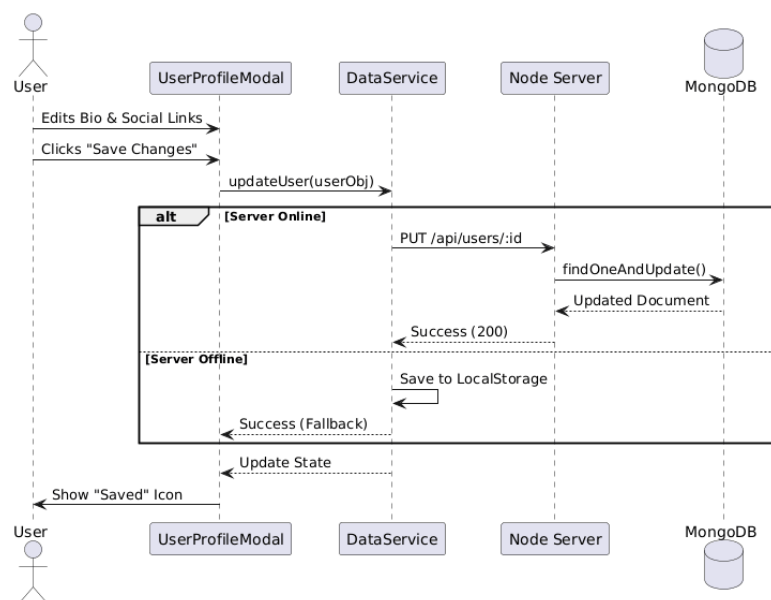 User
UserProfileModal
DataService
Node Server
MongoDB
Edits Bio & Social Links
Clicks "Save Changes"
updateUser(userObj)
alt
[Server Online]
PUT /api/users/:id
findOneAndUpdate()
Updated Document
Success (200)
[Server Offline]
Save to LocalStorage
Success (Fallback)
Update State
Show "Saved" Icon
User
UserProfileModal
DataService
Node Server
MongoDB